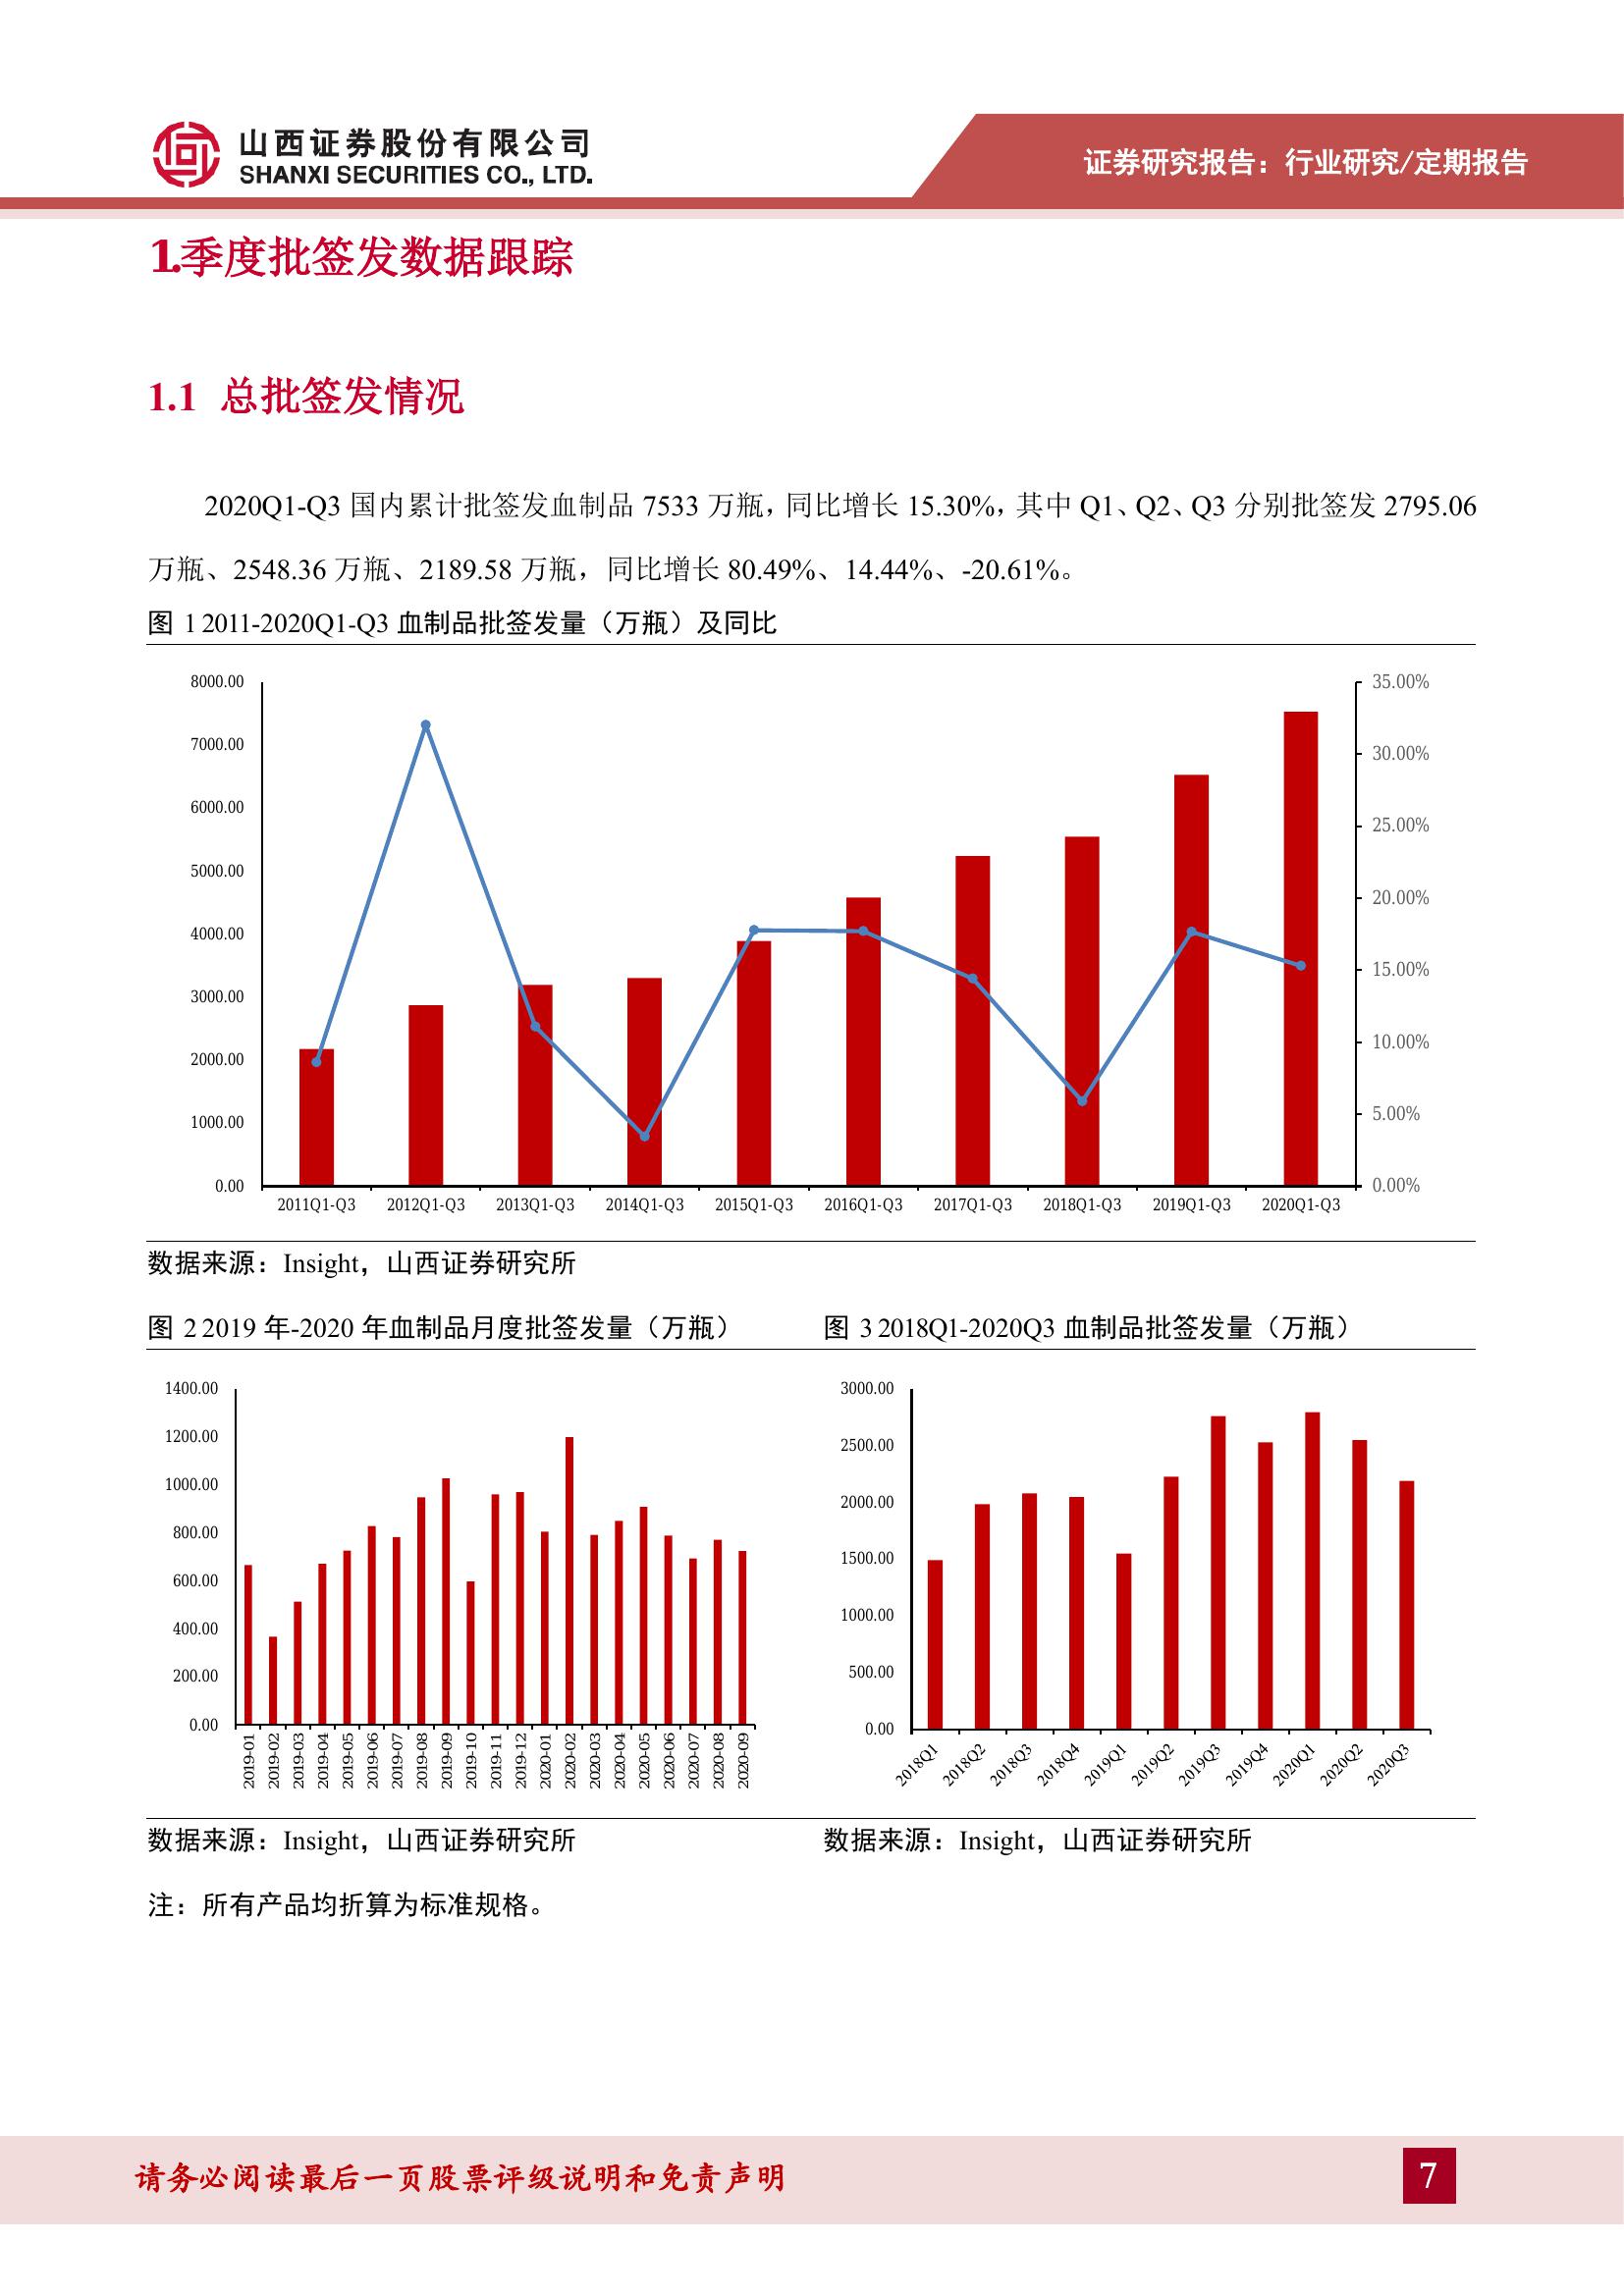 山西证券股份有限公司
SHANXI SECURITIES CO., LTD.
证券研究报告：行业研究/定期报告
1.季度批签发数据跟踪
1.1 总批签发情况
2020Q1-Q3 国内累计批签发血制品 7533 万瓶，同比增长 15.30%，其中 Q1、Q2、Q3 分别批签发 2795.06
万瓶、2548.36 万瓶、2189.58 万瓶，同比增长 80.49%、14.44%、-20.61%。
图 1 2011-2020Q1-Q3 血制品批签发量（万瓶）及同比
8000.00
7000.00
6000.00
5000.00
4000.00
3000.00
2000.00
1000.00
0.00
35.00%
30.00%
25.00%
20.00%
15.00%
10.00%
5.00%
0.00%
2011Q1-Q3 2012Q1-Q3 2013Q1-Q3 2014Q1-Q3 2015Q1-Q3 2016Q1-Q3 2017Q1-Q3 2018Q1-Q3 2019Q1-Q3 2020Q1-Q3
数据来源：Insight，山西证券研究所
图 2 2019 年-2020 年血制品月度批签发量（万瓶）
1400.00
1200.00
1000.00
800.00
600.00
400.00
200.00
0.00
2019-01 2019-02 2019-03 2019-04 2019-05 2019-06 2019-07 2019-08 2019-09 2019-10 2019-11 2019-12 2020-01 2020-02 2020-03 2020-04 2020-05 2020-06 2020-07 2020-08 2020-09
数据来源：Insight，山西证券研究所
图 3 2018Q1-2020Q3 血制品批签发量（万瓶）
3000.00
2500.00
2000.00
1500.00
1000.00
500.00
0.00
2018Q1 2018Q2 2018Q3 2018Q4 2019Q1 2019Q2 2019Q3 2019Q4 2020Q1 2020Q2 2020Q3
数据来源：Insight，山西证券研究所
注：所有产品均折算为标准规格。
请务必阅读最后一页股票评级说明和免责声明
7